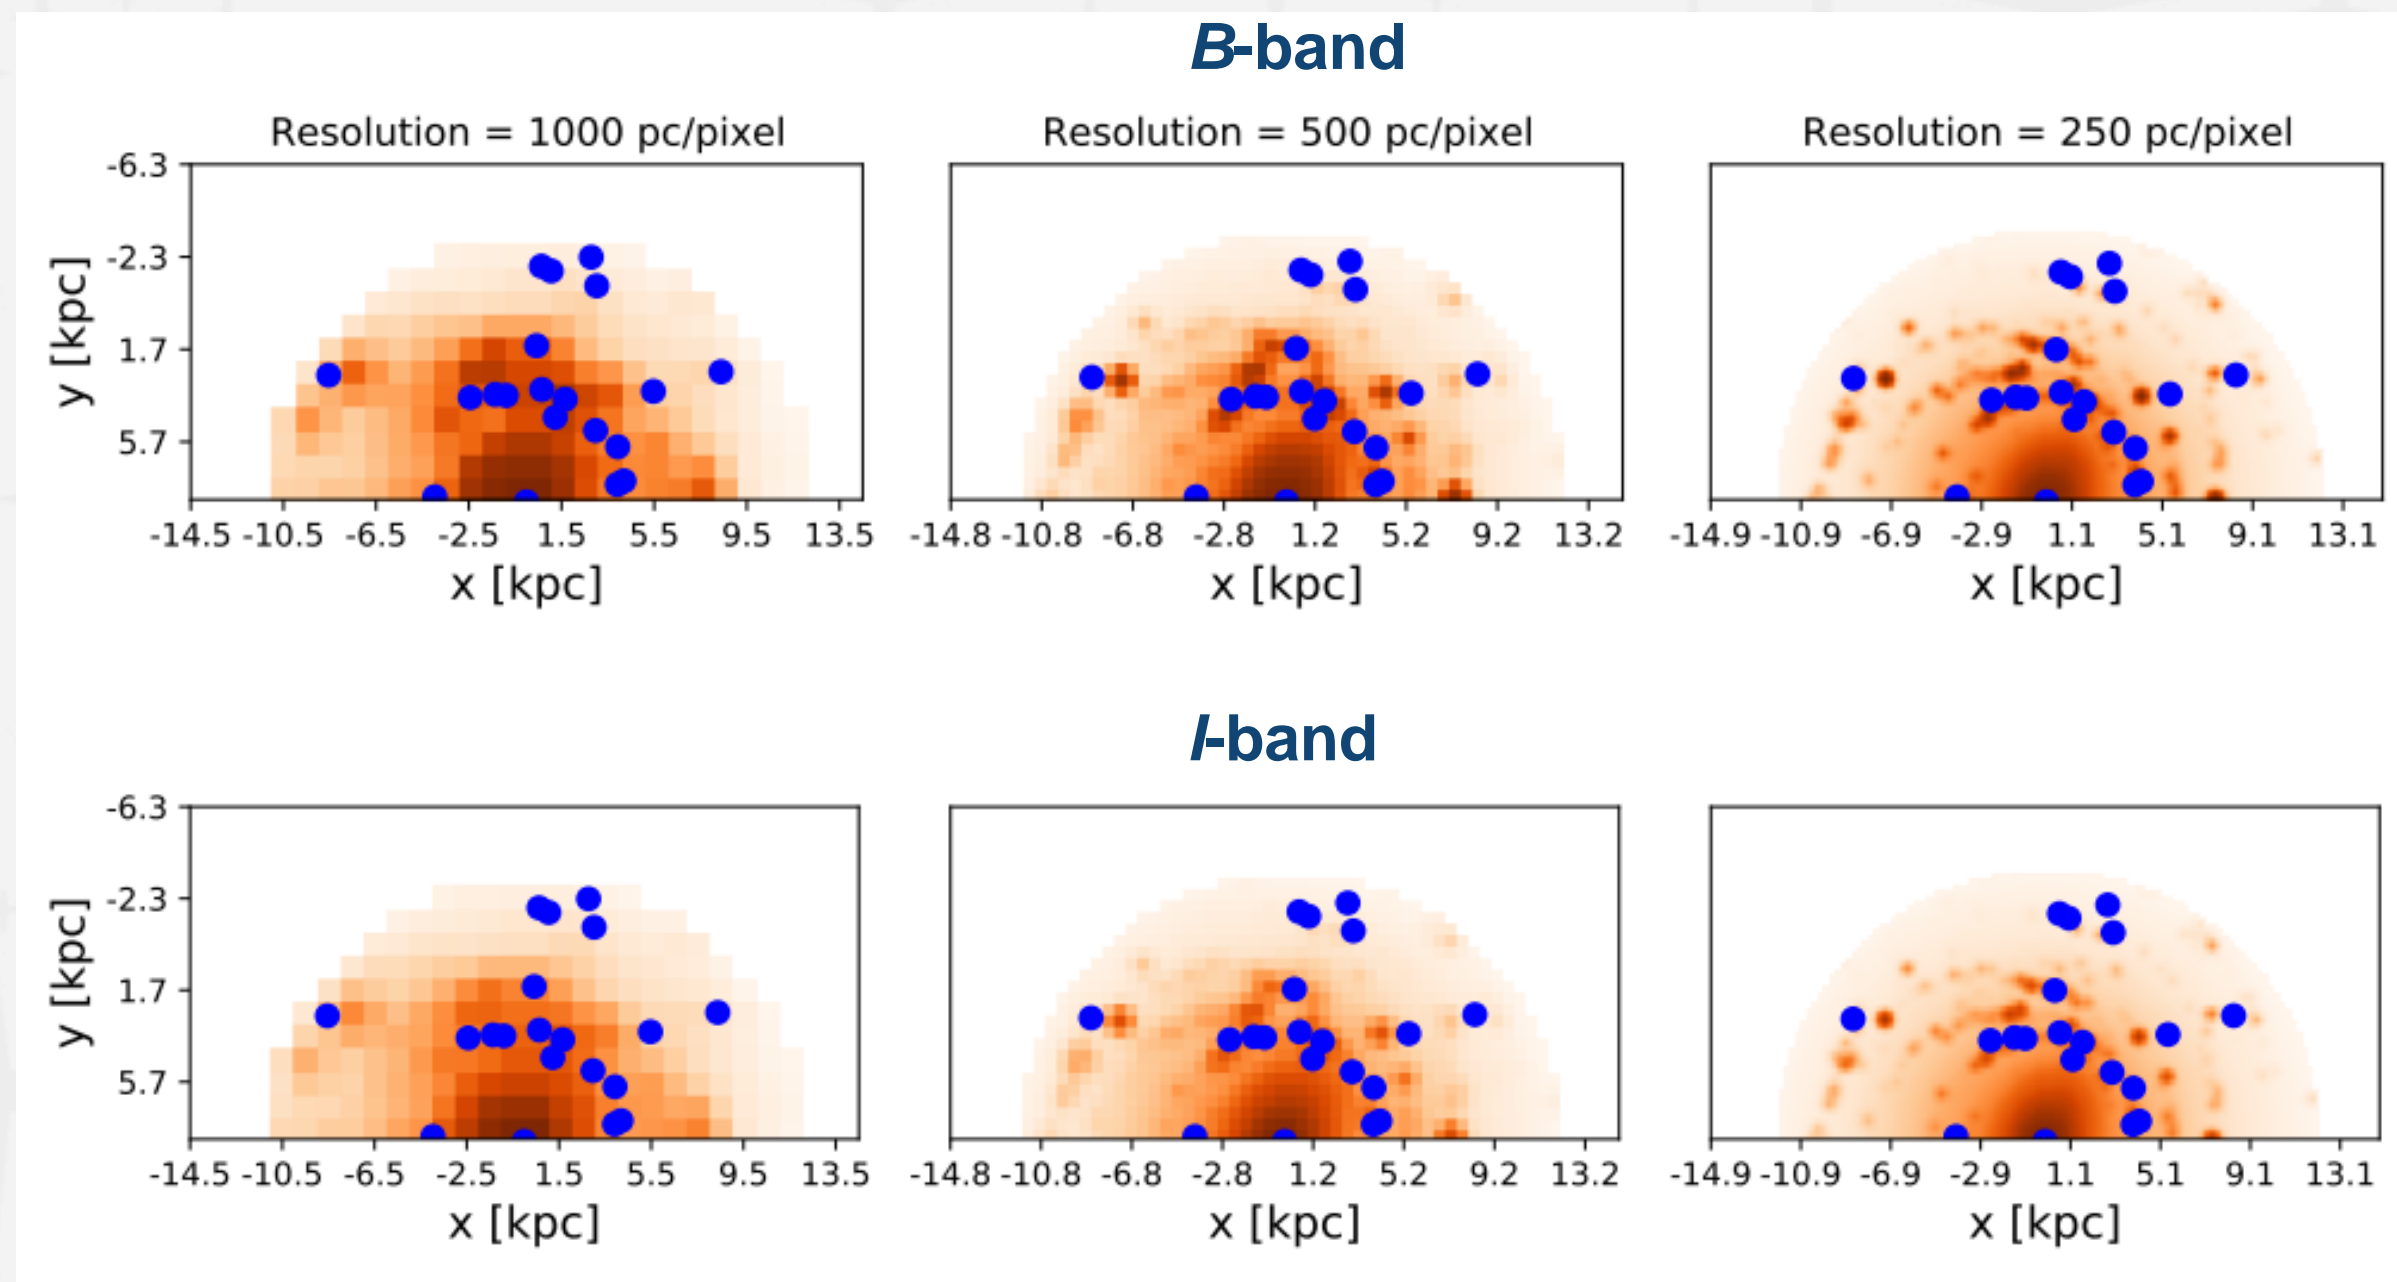 B-band
Resolution = 1000 pc/pixel
Resolution = 500 pc/pixel
Resolution = 250 pc/pixel
-6.3
-2.3
1.7
5.7
y [kpc]
-14.5 -10.5 -6.5 -2.5 1.5 5.5 9.5 13.5
x [kpc]
-14.8 -10.8 -6.8 -2.8 1.2 5.2 9.2 13.2
x [kpc]
-14.9 -10.9 -6.9 -2.9 1.1 5.1 9.1 13.1
x [kpc]
I-band
-6.3
-2.3
1.7
5.7
y [kpc]
-14.5 -10.5 -6.5 -2.5 1.5 5.5 9.5 13.5
x [kpc]
-14.8 -10.8 -6.8 -2.8 1.2 5.2 9.2 13.2
x [kpc]
-14.9 -10.9 -6.9 -2.9 1.1 5.1 9.1 13.1
x [kpc]